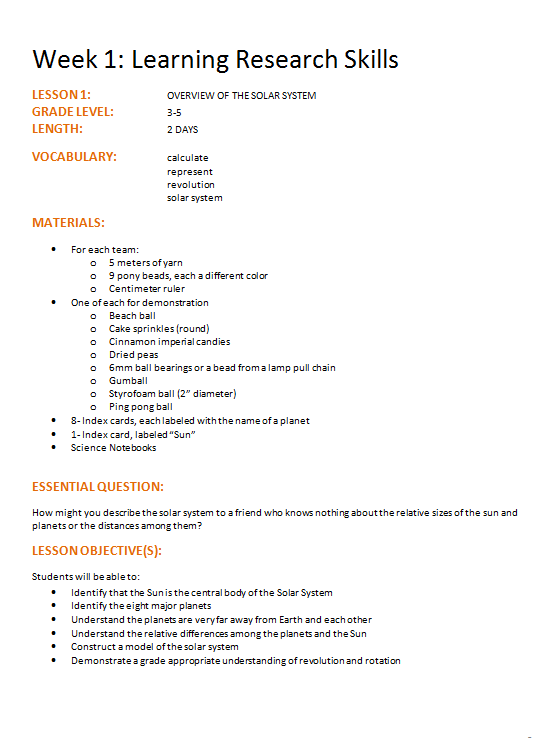 Week 1: Learning Research Skills
LESSON 1: OVERVIEW OF THE SOLAR SYSTEM
GRADE LEVEL: 3-5
LENGTH: 2 DAYS
VOCABULARY: calculate
represent
revolution
solar system
MATERIALS:
• For each team:
o 5 meters of yarn
o 9 pony beads, each a different color
o Centimeter ruler
• One of each for demonstration
o Beach ball
o Cake sprinkles (round)
o Cinnamon imperial candies
o Dried peas
o 6mm ball bearings or a bead from a lamp pull chain
o Gumball
o Styrofoam ball (2” diameter)
o Ping pong ball
• 8- Index cards, each labeled with the name of a planet
• 1- Index card, labeled “Sun”
• Science Notebooks
ESSENTIAL QUESTION:
How might you describe the solar system to a friend who knows nothing about the relative sizes of the sun and
planets or the distances among them?
LESSON OBJECTIVE(S):
Students will be able to:
• Identify that the Sun is the central body of the Solar System
• Identify the eight major planets
• Understand the planets are very far away from Earth and each other
• Understand the relative differences among the planets and the Sun
• Construct a model of the solar system
• Demonstrate a grade appropriate understanding of revolution and rotation